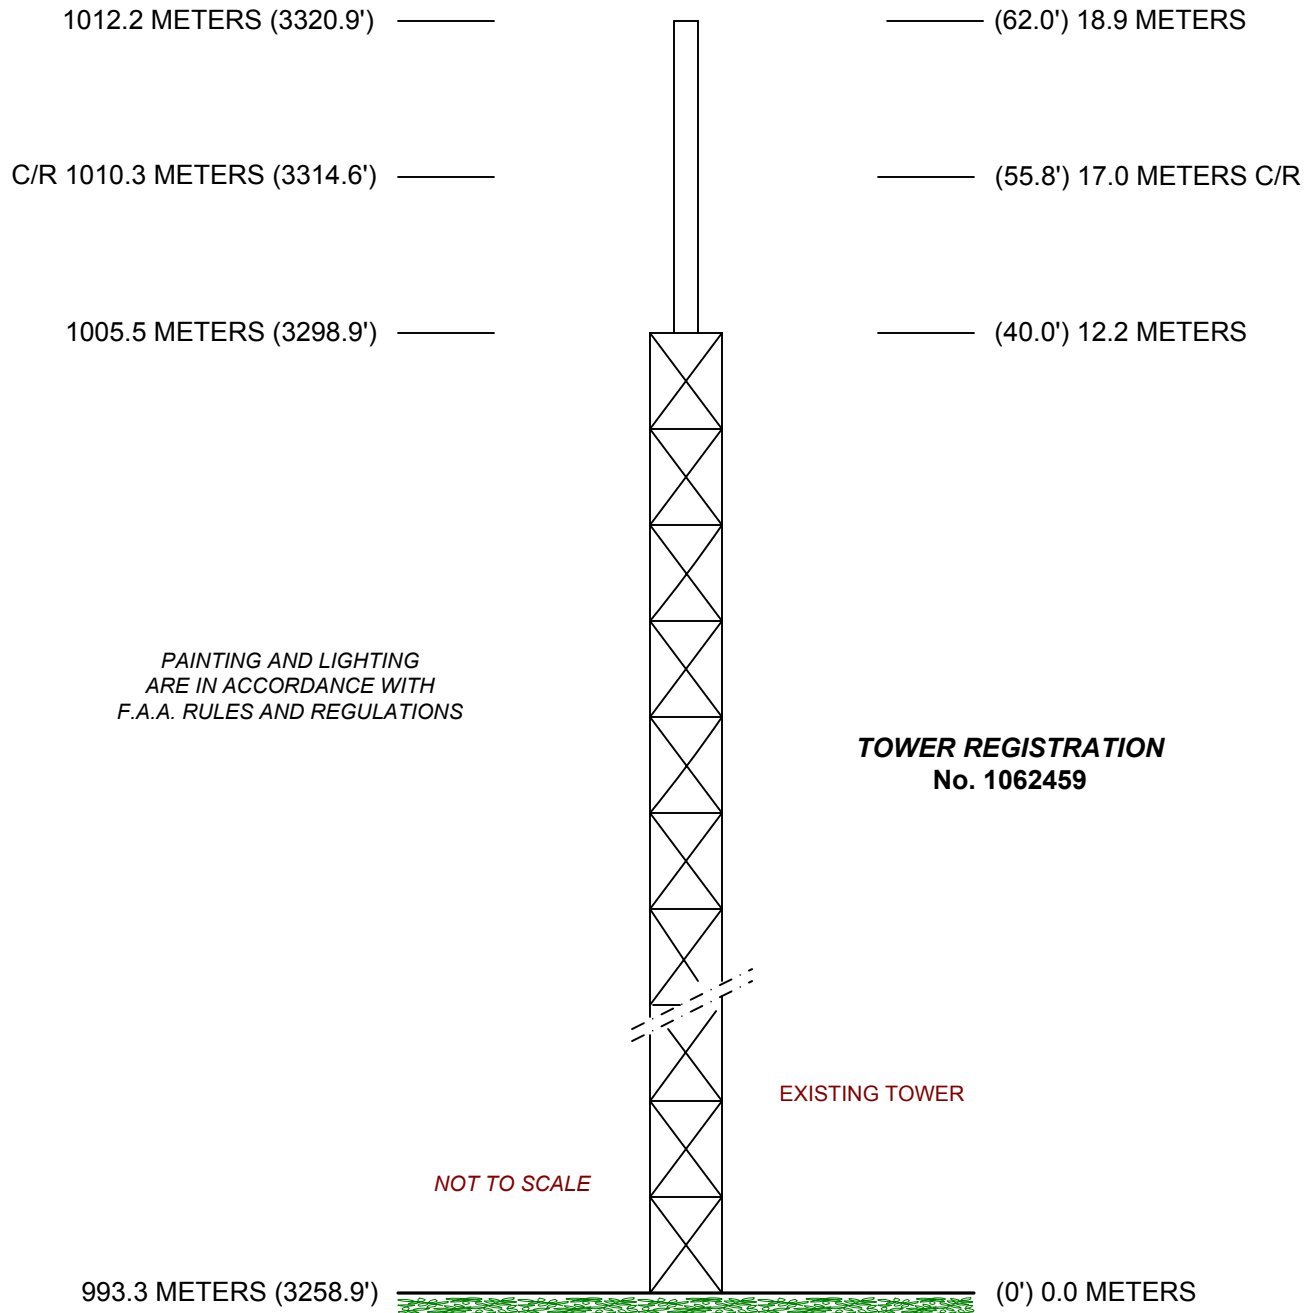 1012.2 METERS (3320.9')
(62.0') 18.9 METERS
C/R 1010.3 METERS (3314.6')
(55.8') 17.0 METERS C/R
1005.5 METERS (3298.9')
(40.0') 12.2 METERS
PAINTING AND LIGHTING
ARE IN ACCORDANCE WITH
F.A.A. RULES AND REGULATIONS
TOWER REGISTRATION
No. 1062459
EXISTING TOWER
NOT TO SCALE
993.3 METERS (3258.9')
(0') 0.0 METERS